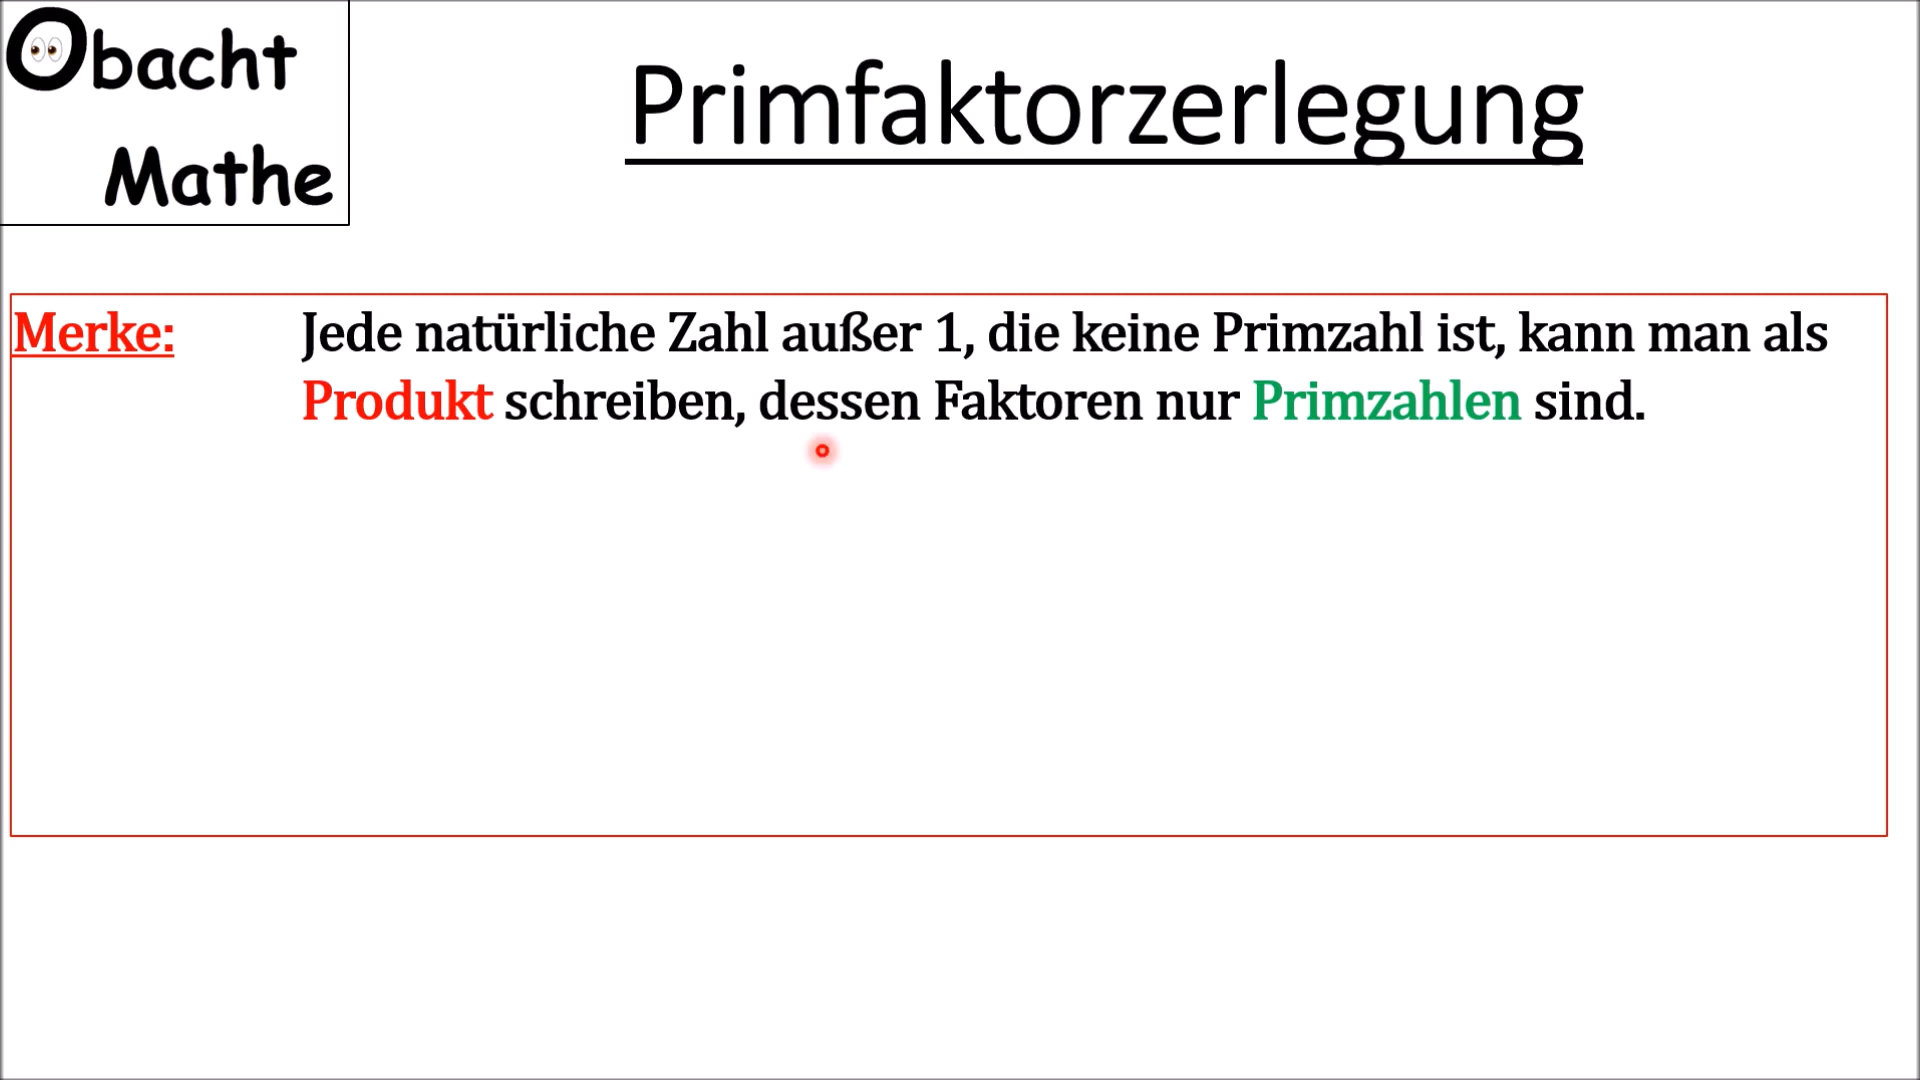 Obacht
Mathe
Primfaktorzerlegung
Merke: Jede natürliche Zahl außer 1, die keine Primzahl ist, kann man als
Produkt schreiben, dessen Faktoren nur Primzahlen sind.